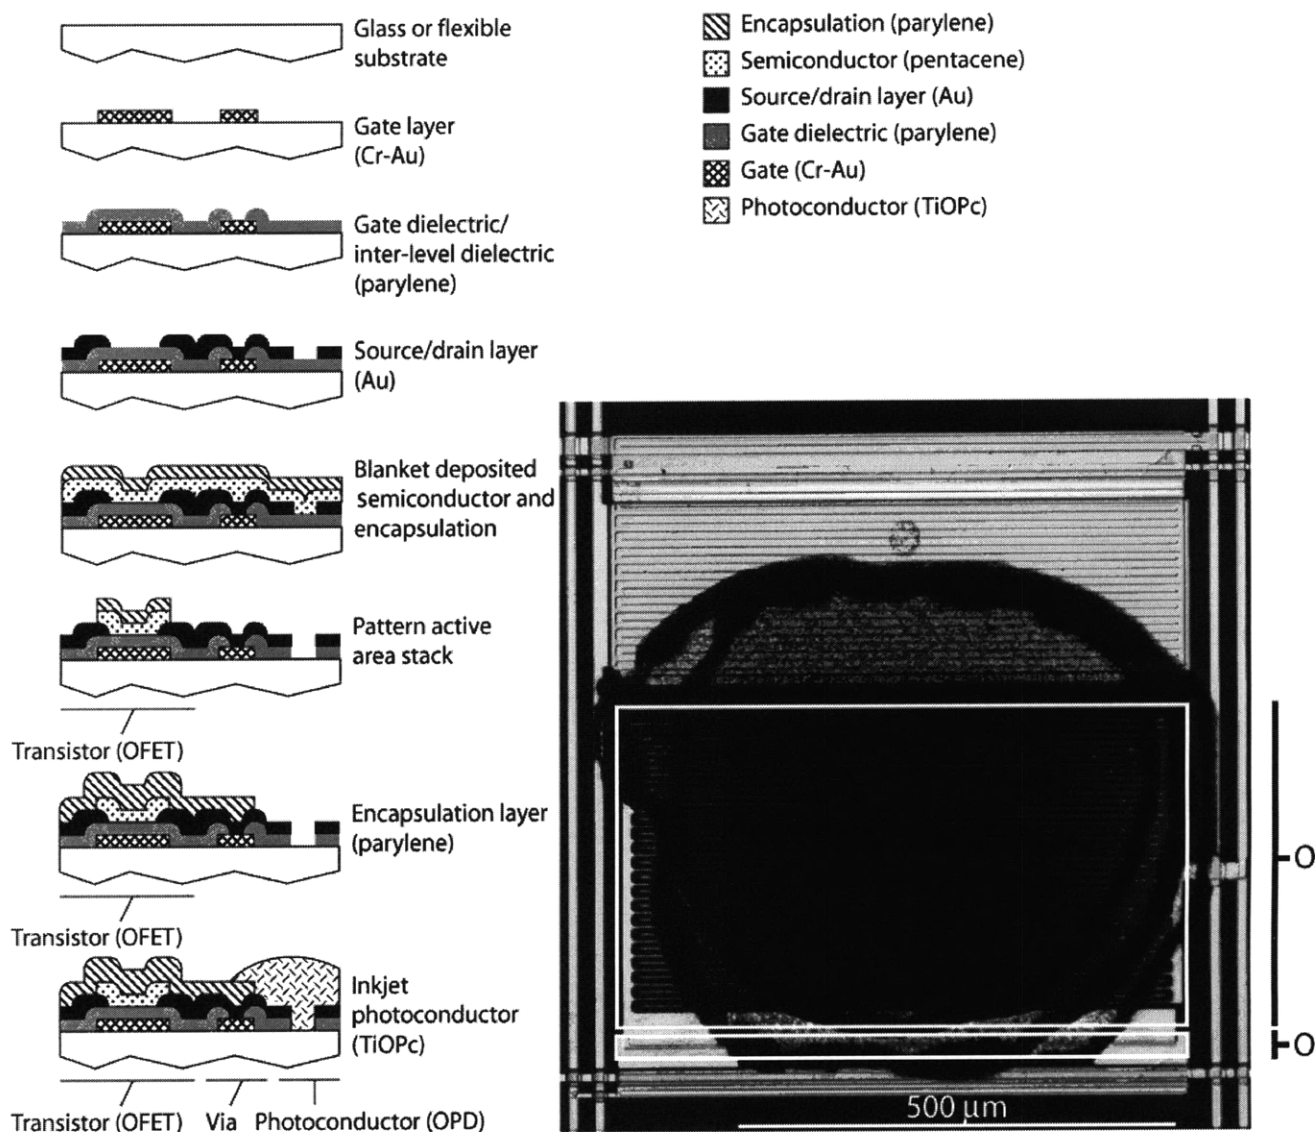 Glass or flexible
substrate
Gate layer
(Cr-Au)
Gate dielectric/
inter-level dielectric
(parylene)
Source/drain layer
(Au)
Blanket deposited
semiconductor and
encapsulation
Pattern active
area stack
Transistor (OFET)
Encapsulation layer
(parylene)
Transistor (OFET)
Inkjet
photoconductor
(TiOPc)
Transistor (OFET) Via Photoconductor (OPD)
Encapsulation (parylene)
Semiconductor (pentacene)
Source/drain layer (Au)
Gate dielectric (parylene)
Gate (Cr-Au)
Photoconductor (TiOPc)
O
O
500 µm